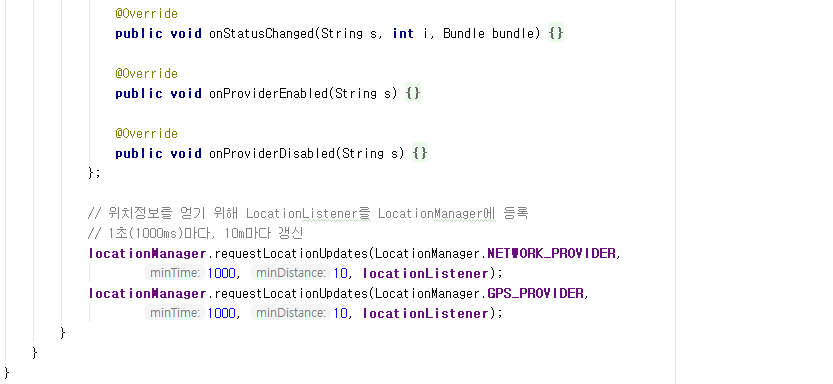 @Override
public void onStatusChanged(String s, int i, Bundle bundle) {}
@Override
public void onProviderEnabled(String s) {}
@Override
public void onProviderDisabled(String s) {}
};
// 위치정보를 얻기 위해 LocationListener를 LocationManager에 등록
// 1초(1000ms)마다, 10m마다 갱신
locationManager.requestLocationUpdates(LocationManager.NETWORK_PROVIDER,
minTime: 1000, minDistance: 10, locationListener);
locationManager.requestLocationUpdates(LocationManager.GPS_PROVIDER,
minTime: 1000, minDistance: 10, locationListener);
}
}
}